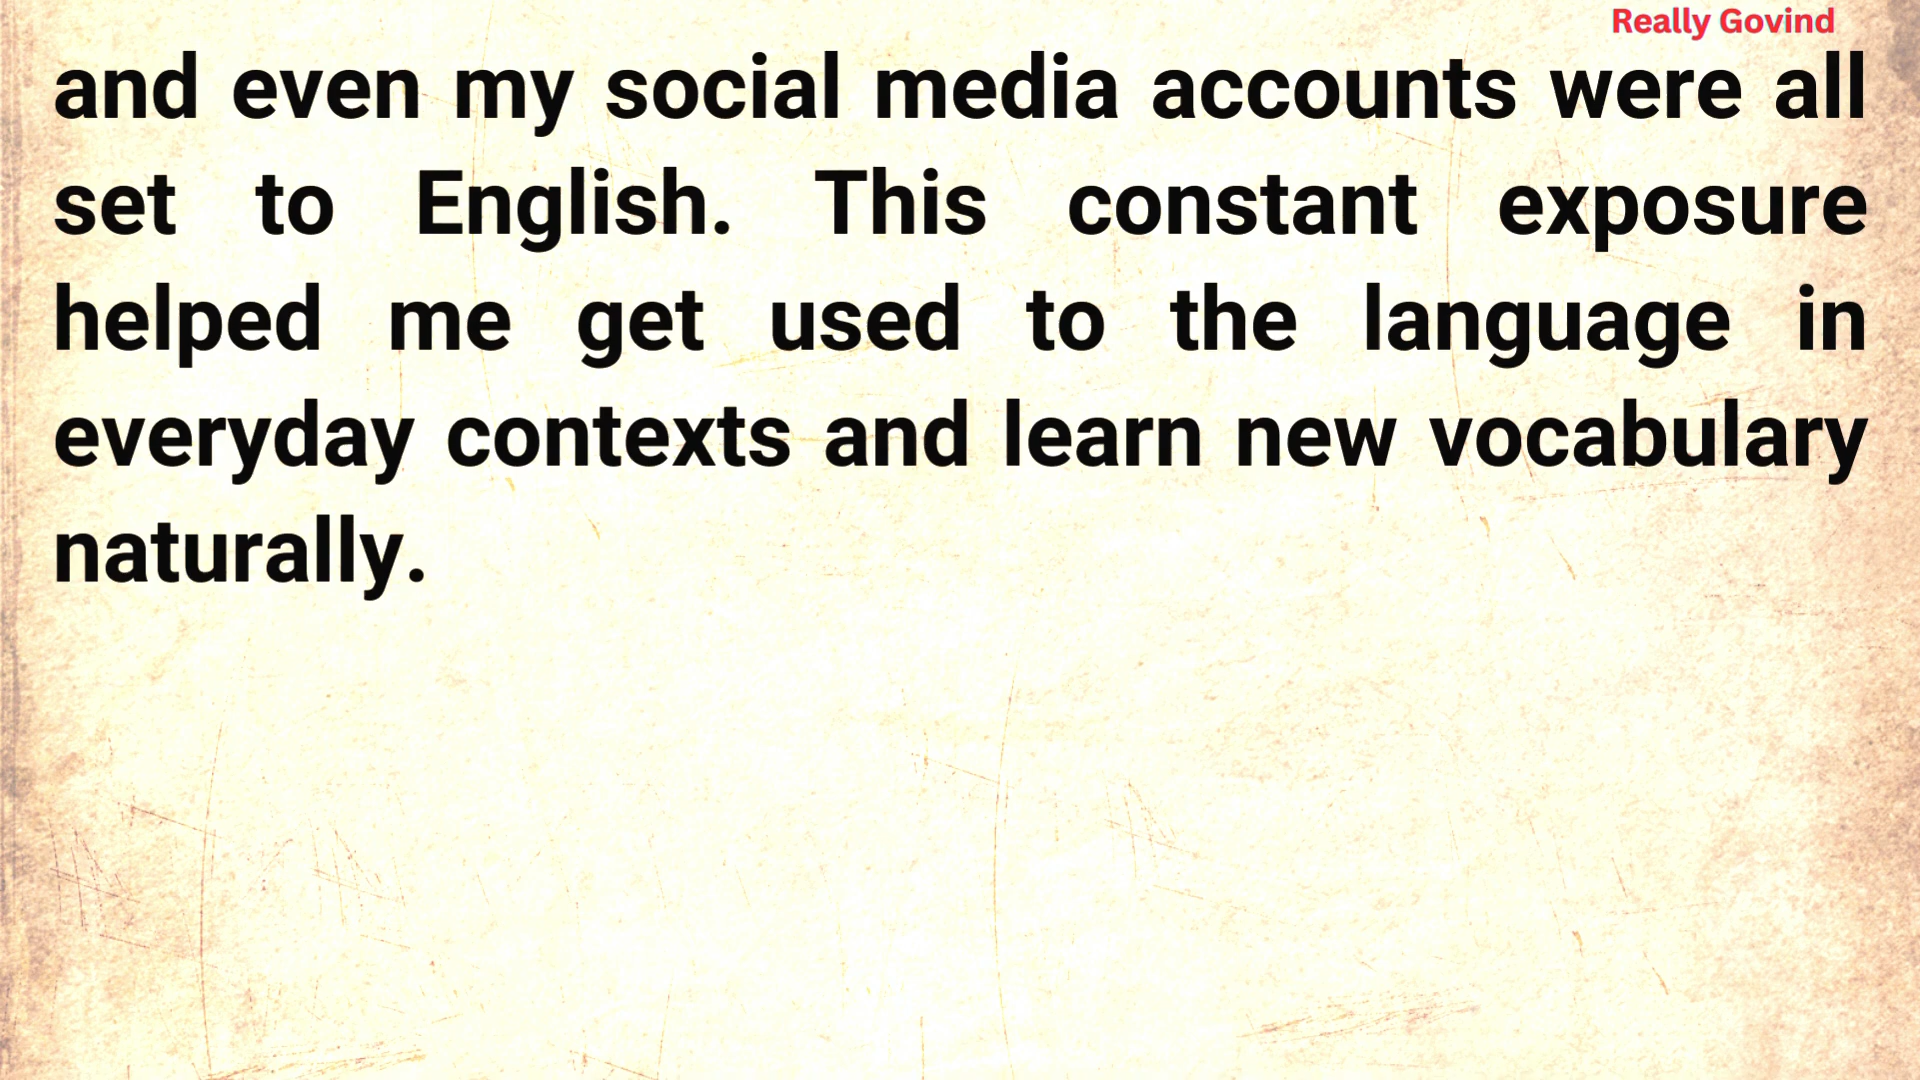 Really Govind
and even my social media accounts were all
set to English. This constant exposure
helped me get used to the language in
everyday contexts and learn new vocabulary
naturally.